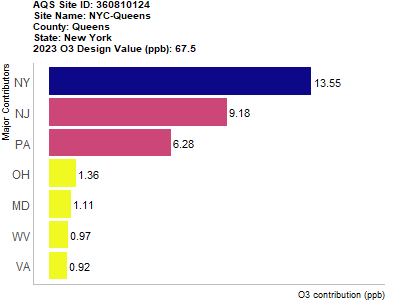 AQS Site ID: 360810124
Site Name: NYC-Queens
County: Queens
State: New York
2023 O3 Design Value (ppb): 67.5
Major Contributors
NY 13.55
NJ 9.18
PA 6.28
OH 1.36
MD 1.11
WV 0.97
VA 0.92
O3 contribution (ppb)